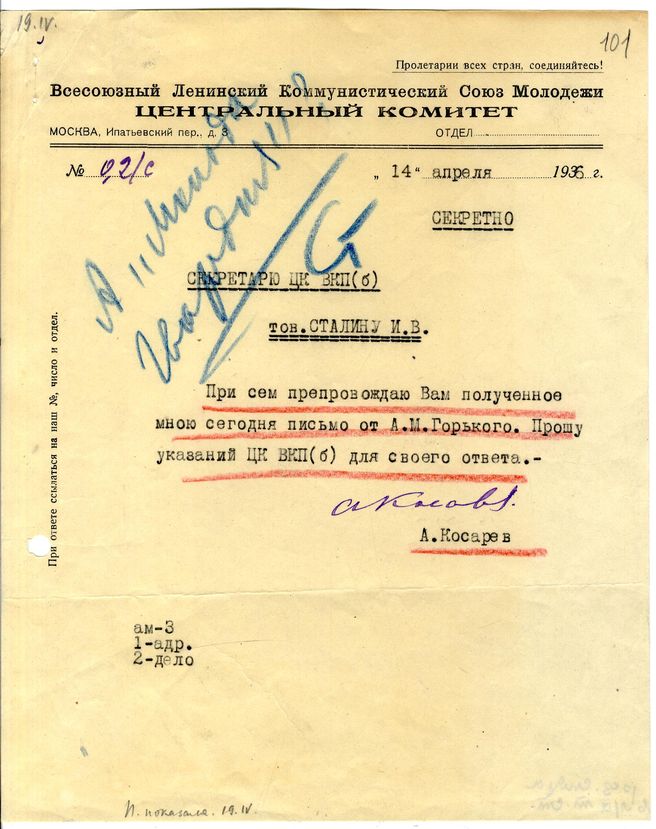 19.IV.
101
Пролетарии всех стран, соединяйтесь!
Всесоюзный Ленинский Коммунистический Союз Молодежи
ЦЕНТРАЛЬНЫЙ КОМИТЕТ
МОСКВА, Ипатьевский пер., д. 3
ОТДЕЛ
№ 92/с
„ 14 " апреля 1936 г.
СЕКРЕТНО
СЕКРЕТАРЮ ЦК ВКП(б)
тов.СТАЛИНУ И.В.
При сем препровождаю Вам полученное
мною сегодня письмо от А.М.Горького. Прошу
указаний ЦК ВКП(б) для своего ответа.-
А.Косарев
При ответе ссылаться на наш №, число и отдел.
ам-3
1-адр.
2-дело
П. показала. 19.IV.